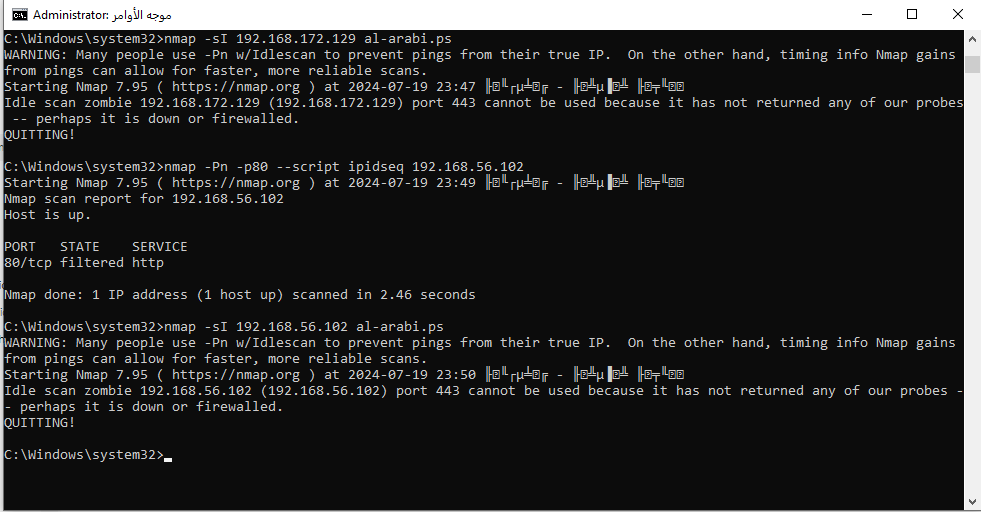 Administrator: موجه الأوامر
C:\Windows\system32>nmap -sI 192.168.172.129 al-arabi.ps
WARNING: Many people use -Pn w/Idlescan to prevent pings from their true IP.  On the other hand, timing info Nmap gains
from pings can allow for faster, more reliable scans.
Starting Nmap 7.95 ( https://nmap.org ) at 2024-07-19 23:47
Idle scan zombie 192.168.172.129 (192.168.172.129) port 443 cannot be used because it has not returned any of our probes
 -- perhaps it is down or firewalled.
QUITTING!
C:\Windows\system32>nmap -Pn -p80 --script ipidseq 192.168.56.102
Starting Nmap 7.95 ( https://nmap.org ) at 2024-07-19 23:49
Nmap scan report for 192.168.56.102
Host is up.
PORT   STATE    SERVICE
80/tcp filtered http
Nmap done: 1 IP address (1 host up) scanned in 2.46 seconds
C:\Windows\system32>nmap -sI 192.168.56.102 al-arabi.ps
WARNING: Many people use -Pn w/Idlescan to prevent pings from their true IP.  On the other hand, timing info Nmap gains
from pings can allow for faster, more reliable scans.
Starting Nmap 7.95 ( https://nmap.org ) at 2024-07-19 23:50
Idle scan zombie 192.168.56.102 (192.168.56.102) port 443 cannot be used because it has not returned any of our probes -
- perhaps it is down or firewalled.
QUITTING!
C:\Windows\system32>